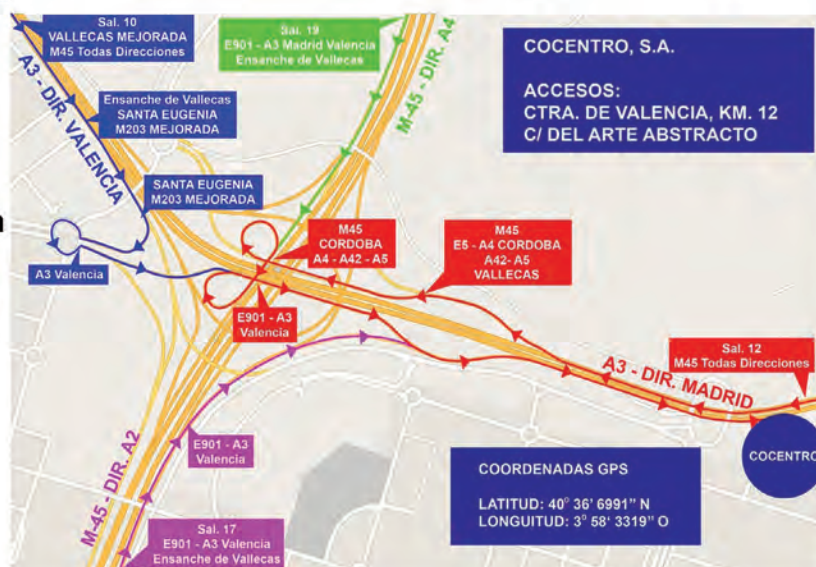 Sal. 10
VALLECAS MEJORADA
M45 Todas Direcciones
Sal. 19
E901 - A3 Madrid Valencia
Ensanche de Vallecas
COCENTRO, S.A.
ACCESOS:
CTRA. DE VALENCIA, KM. 12
C/ DEL ARTE ABSTRACTO
A3 - DIR. VALENCIA
M-45 - DIR. A4
Ensanche de Vallecas
SANTA EUGENIA
M203 MEJORADA
SANTA EUGENIA
M203 MEJORADA
A3 Valencia
M45
CORDOBA
A4 - A42 - A5
M45
E5 - A4 CORDOBA
A42- A5
VALLECAS
E901 - A3
Valencia
A3 - DIR. MADRID
Sal. 12
M45 Todas Direcciones
M-45 - DIR. A2
E901 - A3
Valencia
COCENTRO
COORDENADAS GPS
LATITUD: 40° 36' 6991" N
LONGUITUD: 3° 58' 3319" O
Sal. 17
E901 - A3 Valencia
Ensanche de Vallecas